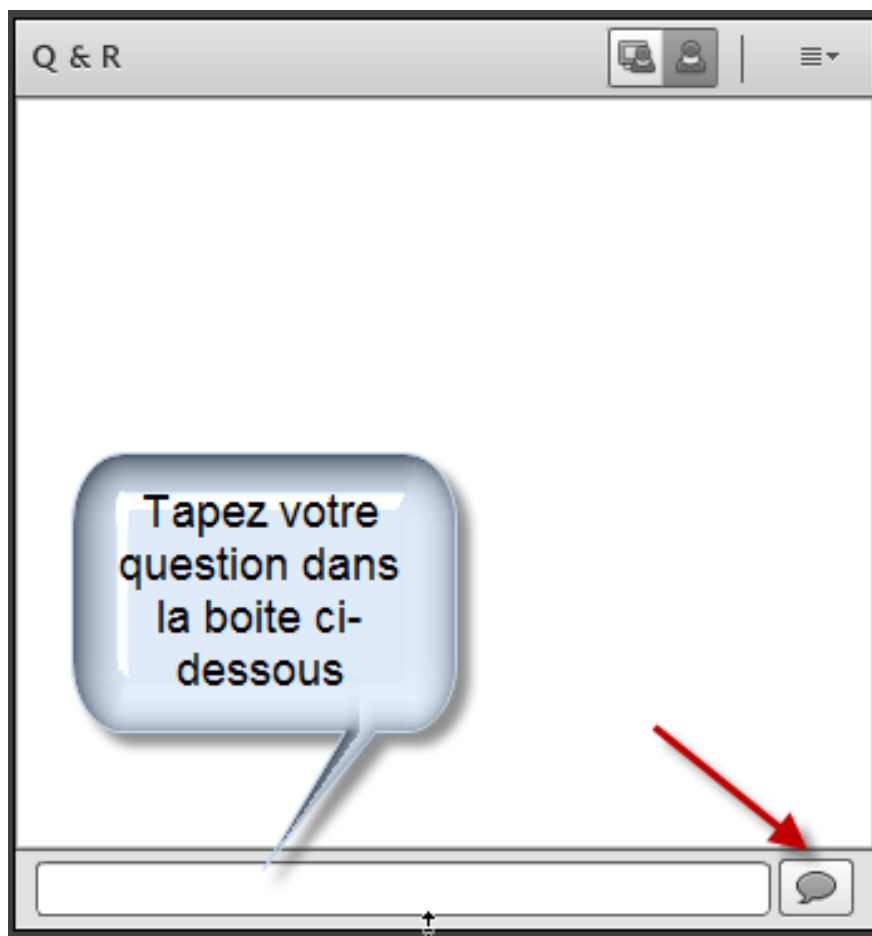 Q & R
Tapez votre
question dans
la boite ci-
dessous